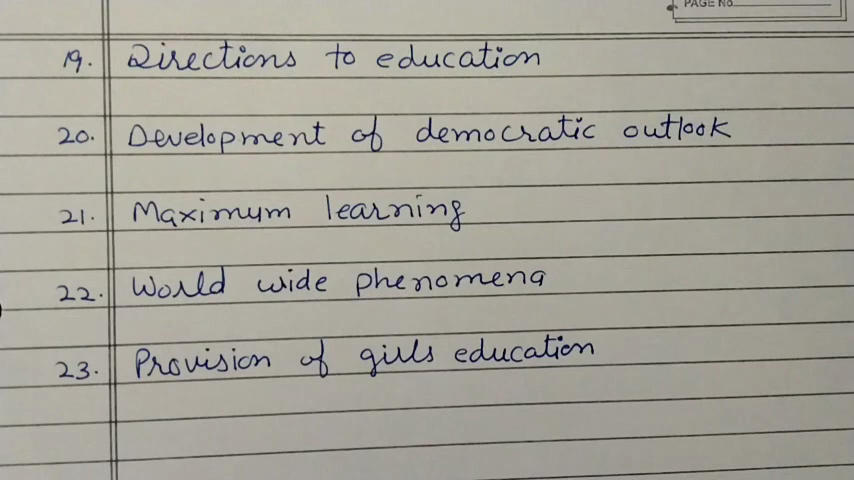 PAGE No
19. Directions to education
20. Development of democratic outlook
21. Maximum learning
22. World wide phenomena
23. Provision of girls education